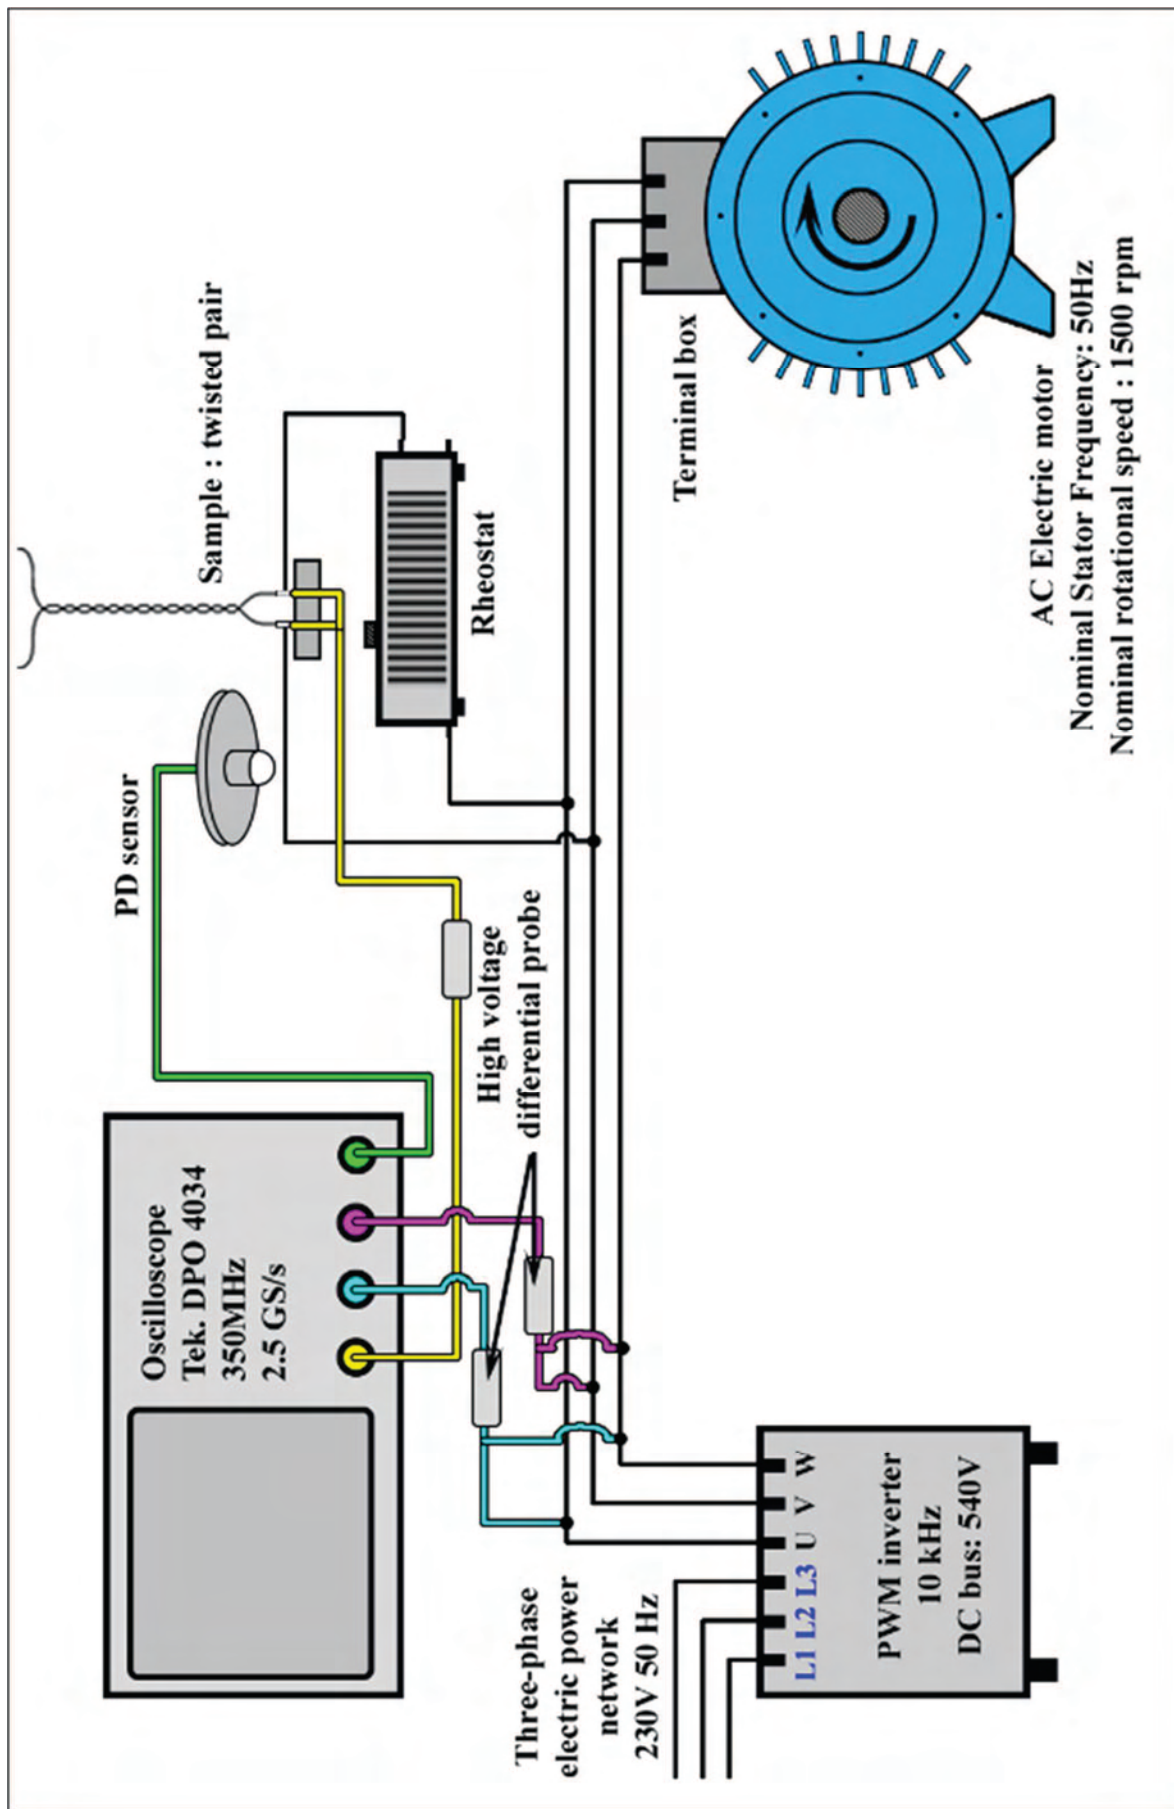 Oscilloscope
Tek. DPO 4034
350MHz
2.5 GS/s
PD sensor
Sample : twisted pair
High voltage
differential probe
Rheostat
Three-phase
electric power
network
230V 50 Hz
L1 L2 L3 U V W
PWM inverter
10 kHz
DC bus: 540V
Terminal box
AC Electric motor
Nominal Stator Frequency: 50Hz
Nominal rotational speed : 1500 rpm